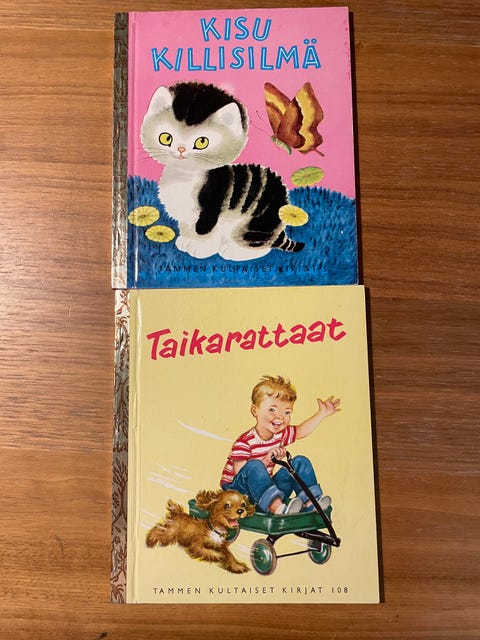 KISU
KILLISILMÄ
TAMMEN KULTAISET KIRJAT
Taikarattaat
TAMMEN KULTAISET KIRJAT 108